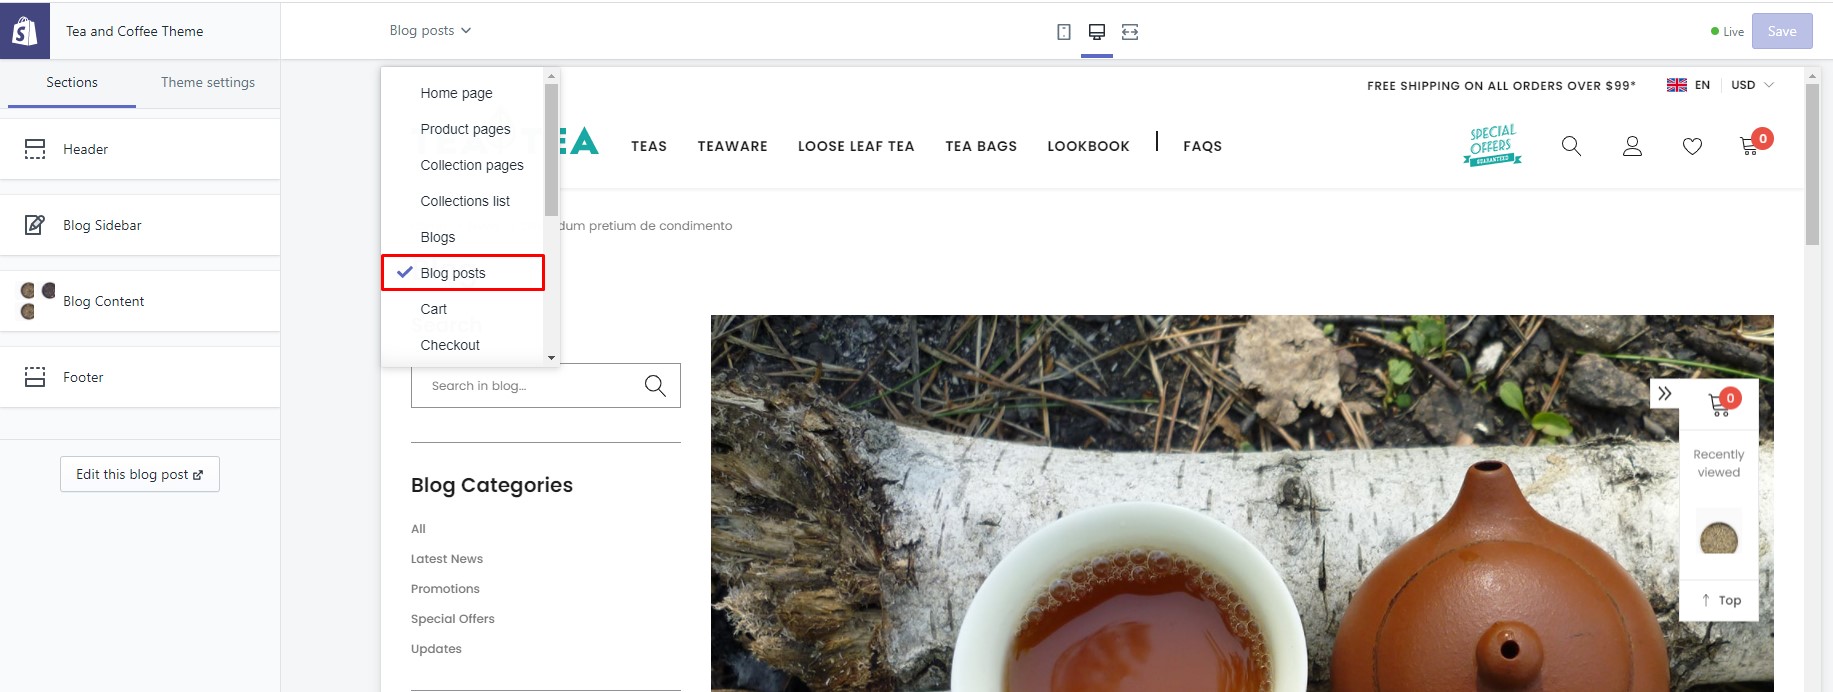 Tea and Coffee Theme
Blog posts
Live
Save
Sections
Theme settings
Header
Blog Sidebar
Blog Content
Footer
Edit this blog post
Home page
Product pages
Collection pages
Collections list
Blogs
Blog posts
Cart
Checkout
FREE SHIPPING ON ALL ORDERS OVER $99*
EN
USD
TEA
TEAS
TEAWARE
LOOSE LEAF TEA
TEA BAGS
LOOKBOOK
FAQS
SPECIAL
OFFERS
GUARANTEED
0
dum pretium de condimento
Search
Search in blog...
Blog Categories
All
Latest News
Promotions
Special Offers
Updates
0
Recently
viewed
Top